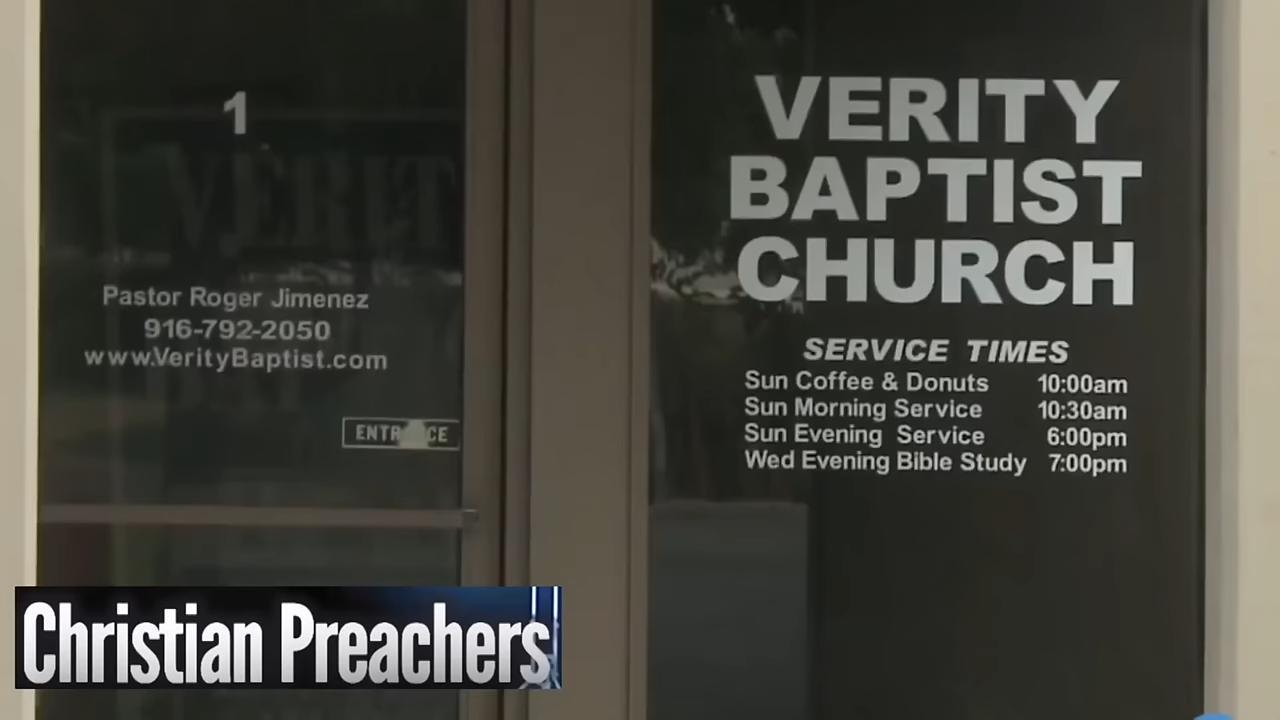 1
Pastor Roger Jimenez
916-792-2050
www.VerityBaptist.com
VERITY
BAPTIST
CHURCH
SERVICE TIMES
Sun Coffee & Donuts 10:00am
Sun Morning Service 10:30am
Sun Evening Service 6:00pm
Wed Evening Bible Study 7:00pm
Christian Preachers